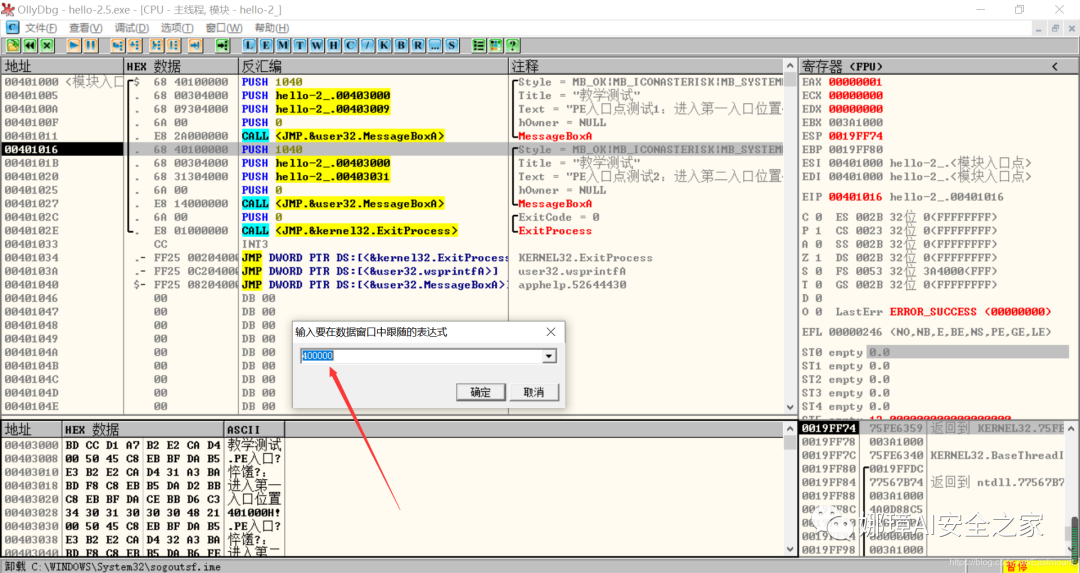 OllyDbg - hello-2.5.exe - [CPU - 主线程, 模块 - hello-2_]
文件(F) 查看(V) 调试(D) 选项(T) 窗口(W) 帮助(H)
L E M T W H C / K B R ... S ?
地址 HEX 数据 反汇编 注释
00401000 <模块入口 $ 68 40100000 PUSH 1040 Style = MB_OK|MB_ICONASTERISK|MB_SYSTEM
00401005 . 68 00304000 PUSH hello-2_.00403000 Title = "教学测试"
0040100A . 68 09304000 PUSH hello-2_.00403009 Text = "PE入口点测试1：进入第一入口位置
0040100F . 6A 00 PUSH 0 hOwner = NULL
00401011 . E8 2A000000 CALL <JMP.&user32.MessageBoxA> MessageBoxA
00401016 . 68 40100000 PUSH 1040 Style = MB_OK|MB_ICONASTERISK|MB_SYSTEM
0040101B . 68 00304000 PUSH hello-2_.00403000 Title = "教学测试"
00401020 . 68 31304000 PUSH hello-2_.00403031 Text = "PE入口点测试2：进入第二入口位置
00401025 . 6A 00 PUSH 0 hOwner = NULL
00401027 . E8 14000000 CALL <JMP.&user32.MessageBoxA> MessageBoxA
0040102C . 6A 00 PUSH 0 ExitCode = 0
0040102E . E8 01000000 CALL <JMP.&kernel32.ExitProcess> ExitProcess
00401033 CC INT3
00401034 .- FF25 00204000 JMP DWORD PTR DS:[<&kernel32.ExitProcess KERNEL32.ExitProcess
0040103A .- FF25 0C204000 JMP DWORD PTR DS:[<&user32.wsprintfA>] user32.wsprintfA
00401040 $- FF25 08204000 JMP DWORD PTR DS:[<&user32.MessageBoxA>] apphelp.52644430
00401046 00 DB 00
00401047 00 DB 00
00401048 00 DB 00
00401049 00 DB 00
0040104A 00 DB 00
0040104B 00 DB 00
0040104C 00 DB 00
0040104D 00 DB 00
0040104E 00 DB 00
寄存器 (FPU) <
EAX 00000001
ECX 00000000
EDX 00000000
EBX 003A1000
ESP 0019FF74
EBP 0019FF80
ESI 00401000 hello-2_.<模块入口点>
EDI 00401000 hello-2_.<模块入口点>
EIP 00401016 hello-2_.00401016
C 0 ES 002B 32位 0(FFFFFFFF)
P 1 CS 0023 32位 0(FFFFFFFF)
A 0 SS 002B 32位 0(FFFFFFFF)
Z 1 DS 002B 32位 0(FFFFFFFF)
S 0 FS 0053 32位 3A4000(FFF)
T 0 GS 002B 32位 0(FFFFFFFF)
D 0
O 0 LastErr ERROR_SUCCESS (00000000)
EFL 00000246 (NO,NB,E,BE,NS,PE,GE,LE)
ST0 empty 0.0
ST1 empty 0.0
ST2 empty 0.0
ST3 empty 0.0
ST4 empty 0.0
输入要在数据窗口中跟随的表达式
400000
确定 取消
地址 HEX 数据 ASCII
00403000 BD CC D1 A7 B2 E2 CA D4 教学测试
00403008 00 50 45 C8 EB BF DA B5 .PE入口?
00403010 E3 B2 E2 CA D4 31 A3 BA
00403018 BD F8 C8 EB B5 DA D2 BB 进入第一
00403020 C8 EB BF DA CE BB D6 C3 入口位置
00403028 34 30 31 30 30 30 48 21 401000H!
00403030 00 50 45 C8 EB BF DA B5 .PE入口?
00403038 E3 B2 E2 CA D4 32 A3 BA
00403040 BD F8 C8 EB B5 DA B6 FE 进入第二
0019FF74 75FE6359 返回到 KERNEL32.75FE
0019FF78 003A1000
0019FF7C 75FE6340 KERNEL32.BaseThreadI
0019FF80 0019FFDC
0019FF84 77567B74 返回到 ntdll.77567B7
0019FF88 003A1000
0019FF8C 4A0D88C5
0019FF98 003A1000
娜璋AI安全之家
卸载 C:\WINDOWS\System32\sogoutsf.ime
暂停